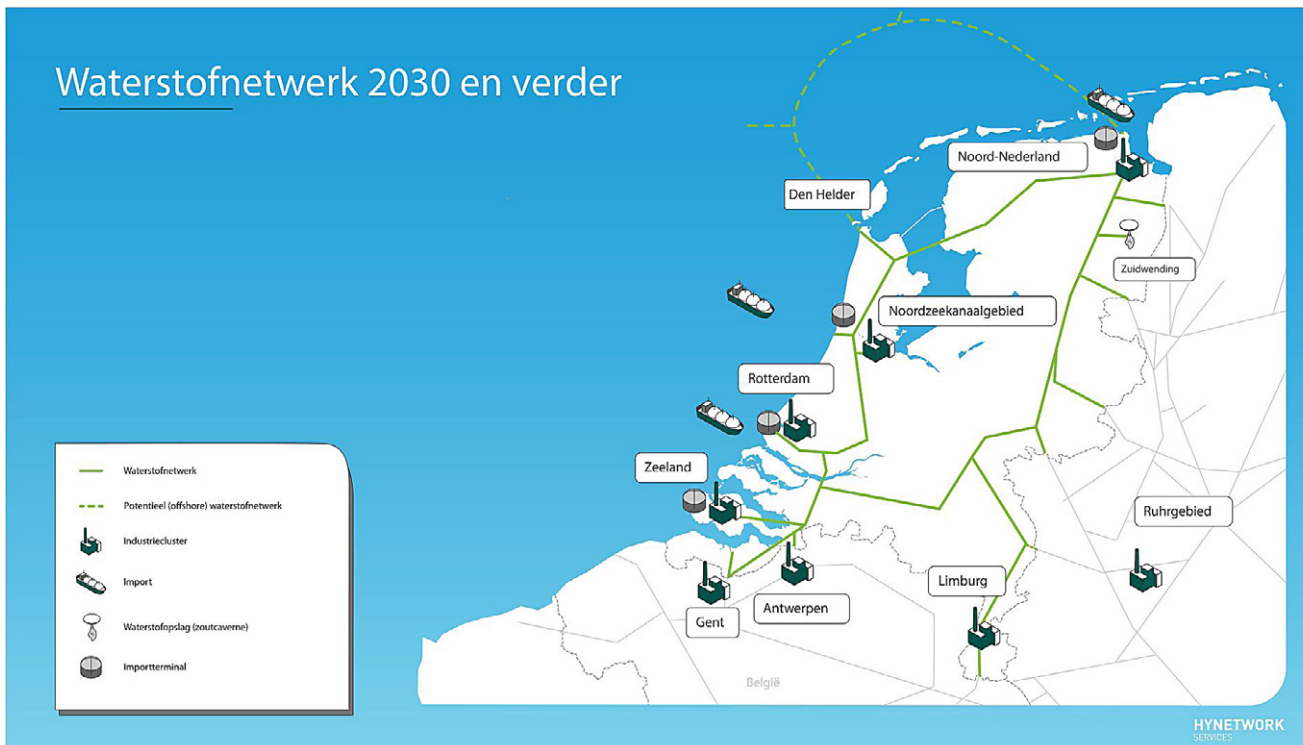 Waterstofnetwerk 2030 en verder
Noord-Nederland
Den Helder
Zuidwending
Noordzeekanaalgebied
Rotterdam
Zeeland
Ruhrgebied
Limburg
Antwerpen
Gent
België
Waterstofnetwerk
Potentieel (offshore) waterstofnetwerk
Industriecluster
Import
Waterstofopslag (zoutcaverne)
Importterminal
HYNETWORK
SERVICES